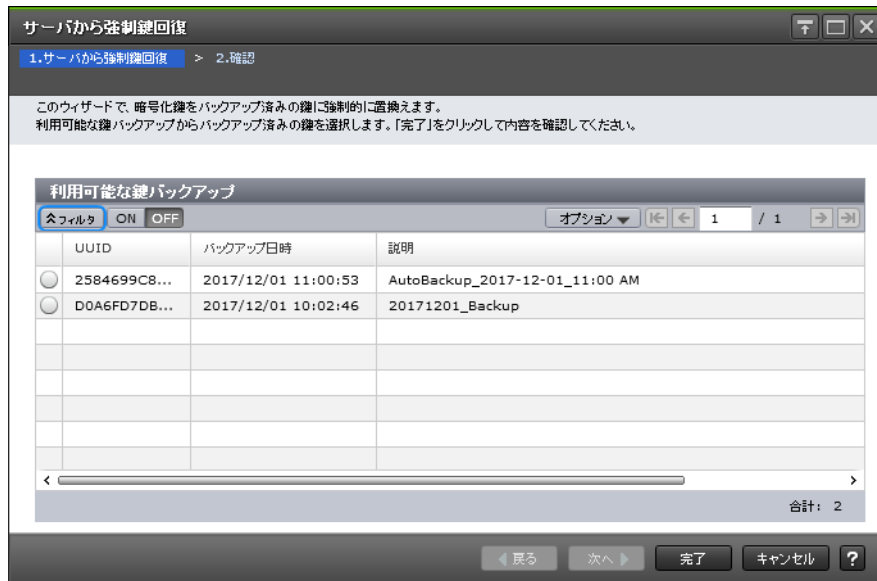 サーバから強制鍵回復
1.サーバから強制鍵回復 > 2.確認
このウィザードで、暗号化鍵をバックアップ済みの鍵に強制的に置換えます。
利用可能な鍵バックアップからバックアップ済みの鍵を選択します。「完了」をクリックして内容を確認してください。
利用可能な鍵バックアップ
フィルタ ON OFF オプション 1 / 1
UUID バックアップ日時 説明
2584699C8... 2017/12/01 11:00:53 AutoBackup_2017-12-01_11:00 AM
D0A6FD7DB... 2017/12/01 10:02:46 20171201_Backup
合計: 2
戻る 次へ 完了 キャンセル ?